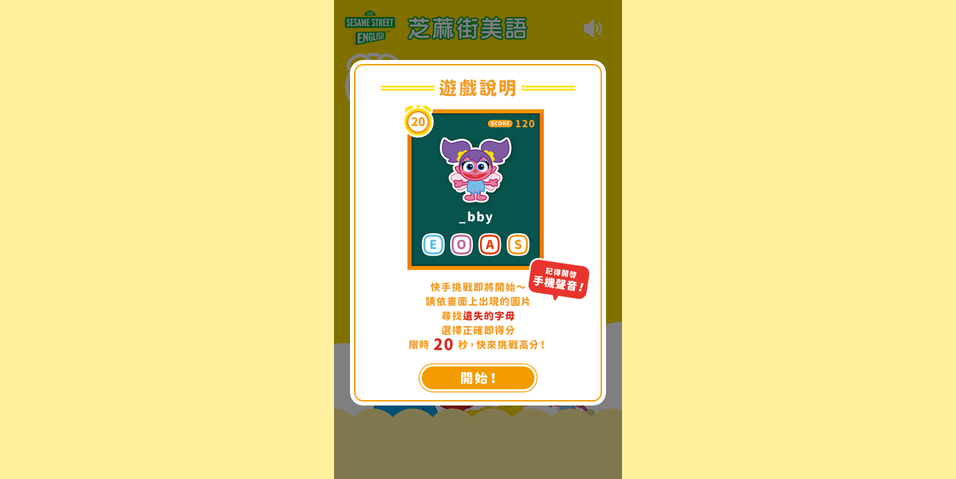 THE
SESAME STREET
ENGLISH
芝蔴街美語
遊戲說明
20
SCORE 120
_bby
E O A S
記得開啓
手機聲音!
快手挑戰即將開始~
請依畫面上出現的圖片
尋找遺失的字母
選擇正確即得分
限時 20 秒,快來挑戰高分!
開始!